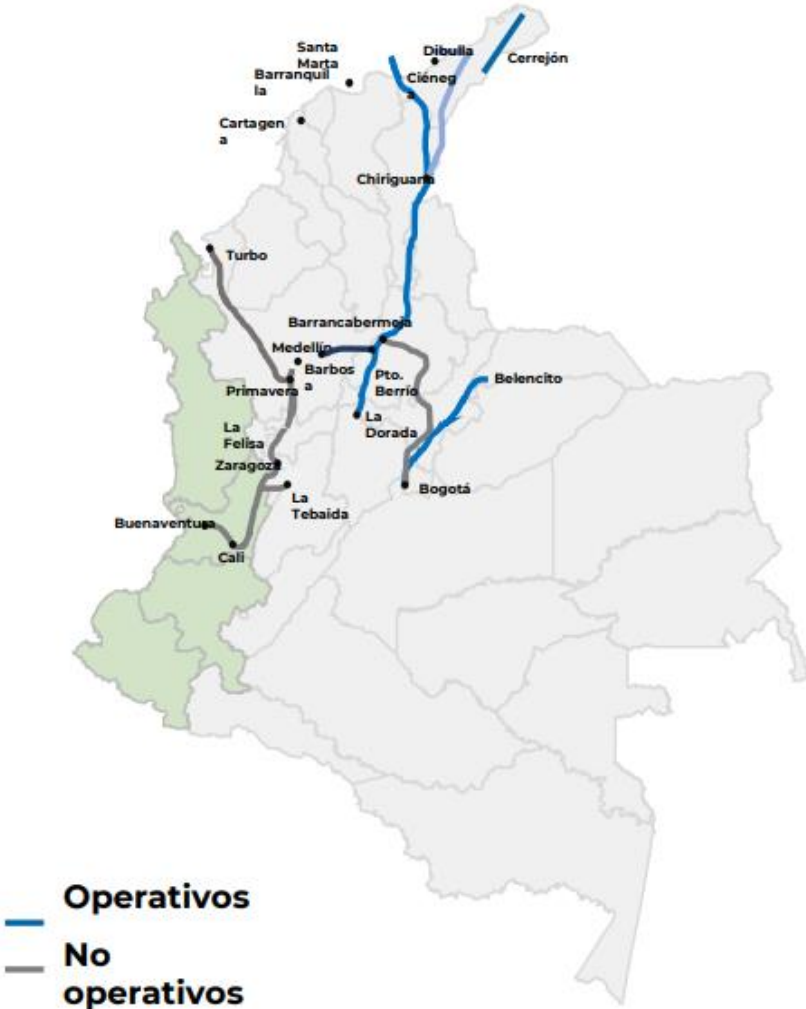 Santa
Marta
Dibulla
Cerrejón
Barranquil
la
Ciéneg
a
Cartagen
a
Chiriguaná
Turbo
Barrancabermeja
Medellín
Barbos
a
Primavera
Pto.
Berrío
Belencito
La
Felisa
La
Dorada
Zaragoza
La
Tebaida
Bogotá
Buenaventura
Cali
Operativos
No
operativos